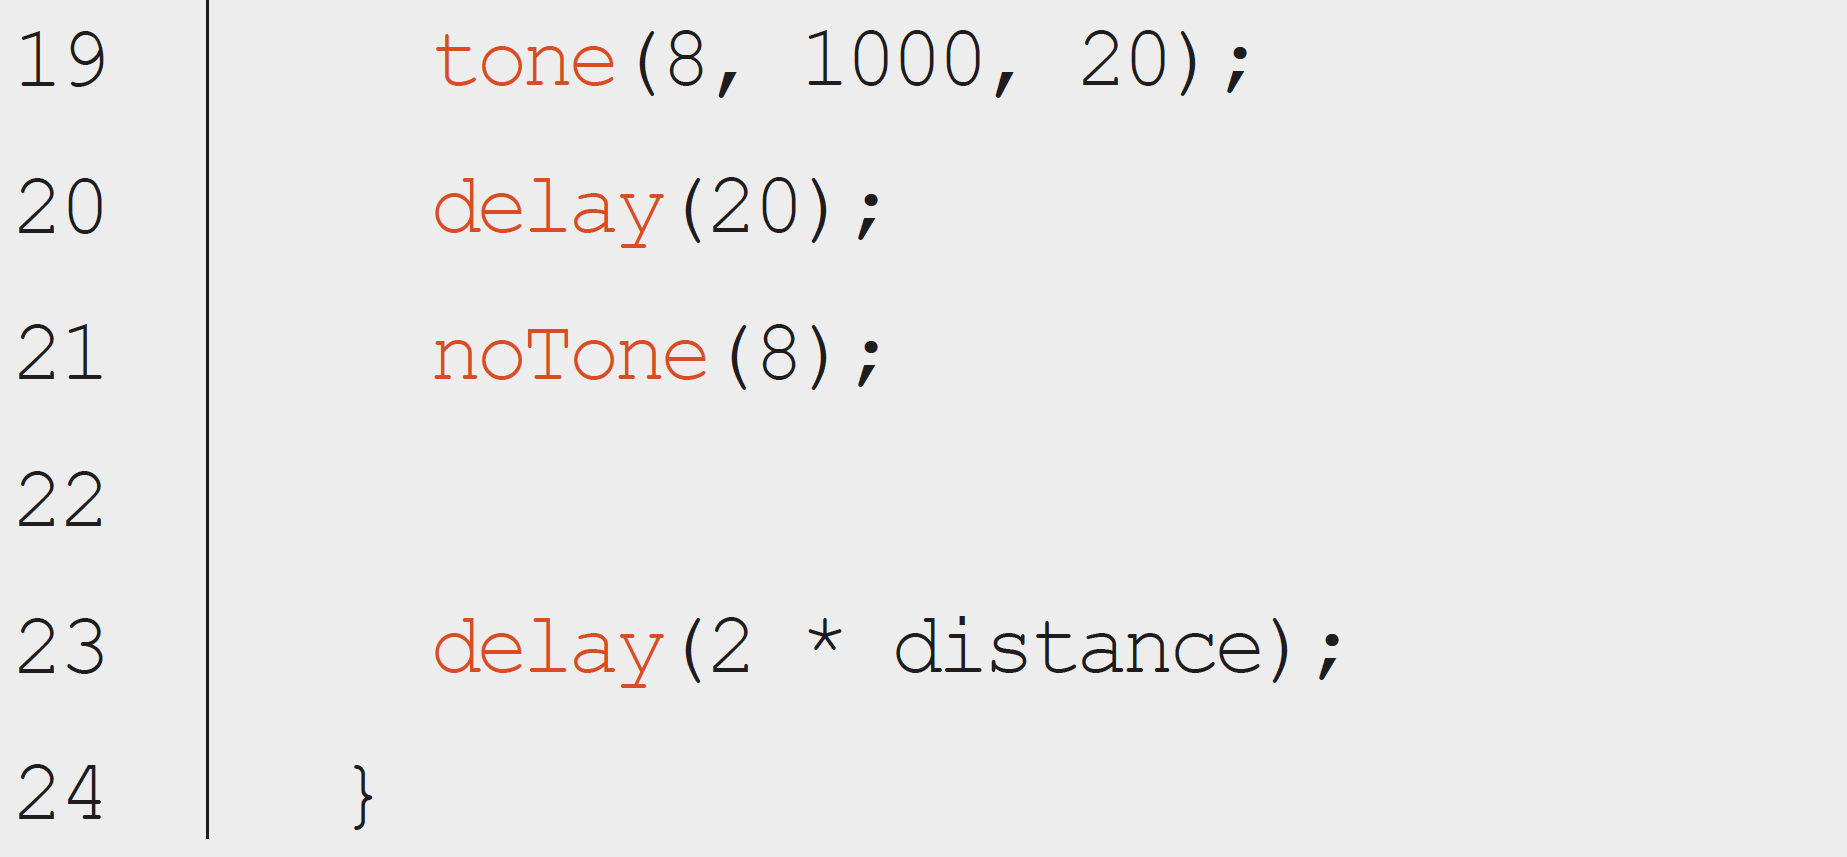 19 tone(8, 1000, 20);
20 delay(20);
21 noTone(8);
22
23 delay(2 * distance);
24 }